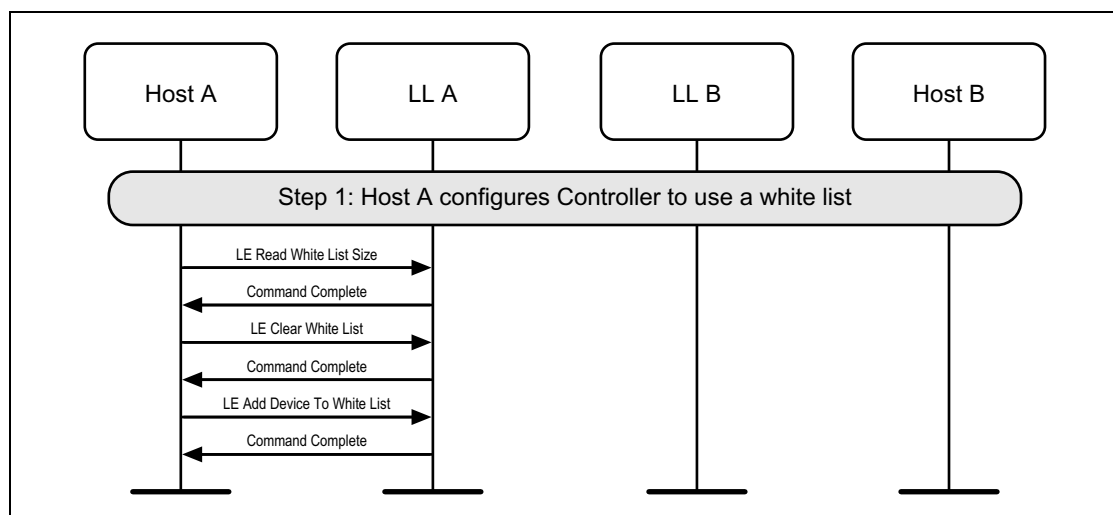 Host A
LL A
LL B
Host B
Step 1: Host A configures Controller to use a white list
LE Read White List Size
Command Complete
LE Clear White List
Command Complete
LE Add Device To White List
Command Complete